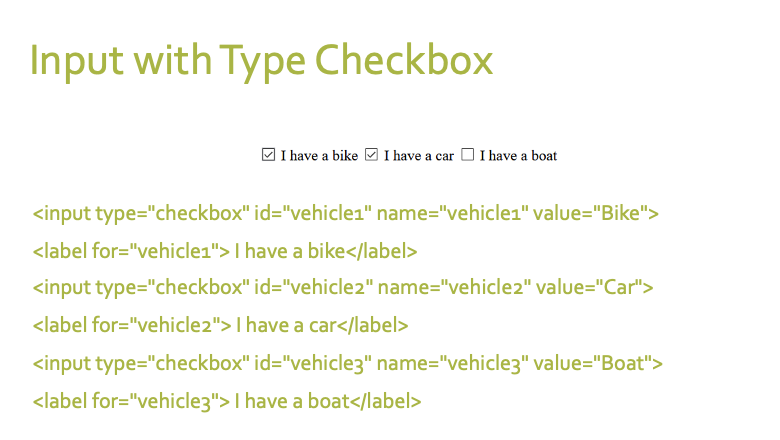 Input with Type Checkbox
I have a bike I have a car I have a boat
<input type="checkbox" id="vehicle1" name="vehicle1" value="Bike">
<label for="vehicle1"> I have a bike</label>
<input type="checkbox" id="vehicle2" name="vehicle2" value="Car">
<label for="vehicle2"> I have a car</label>
<input type="checkbox" id="vehicle3" name="vehicle3" value="Boat">
<label for="vehicle3"> I have a boat</label>